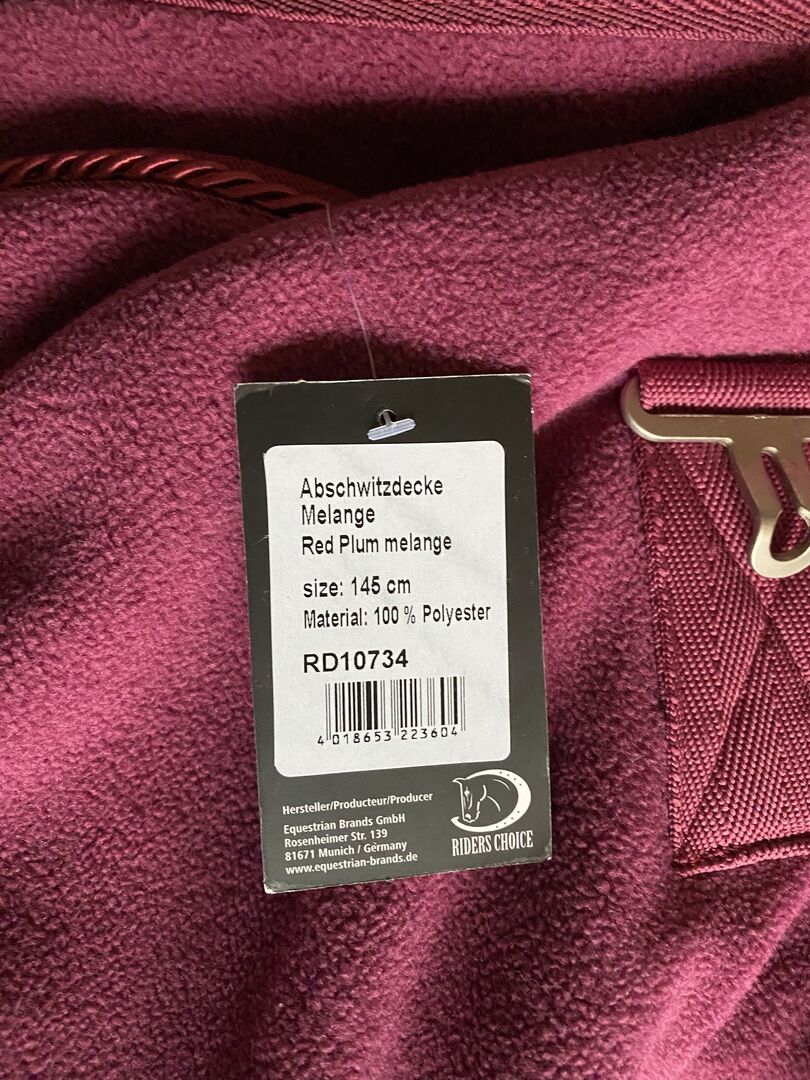 Abschwitzdecke
Melange
Red Plum melange
size: 145 cm
Material: 100 % Polyester
RD10734
4 018653 223604
Hersteller/Producteur/Producer
Equestrian Brands GmbH
Rosenheimer Str. 139
81671 Munich / Germany
www.equestrian-brands.de
RIDERS CHOICE